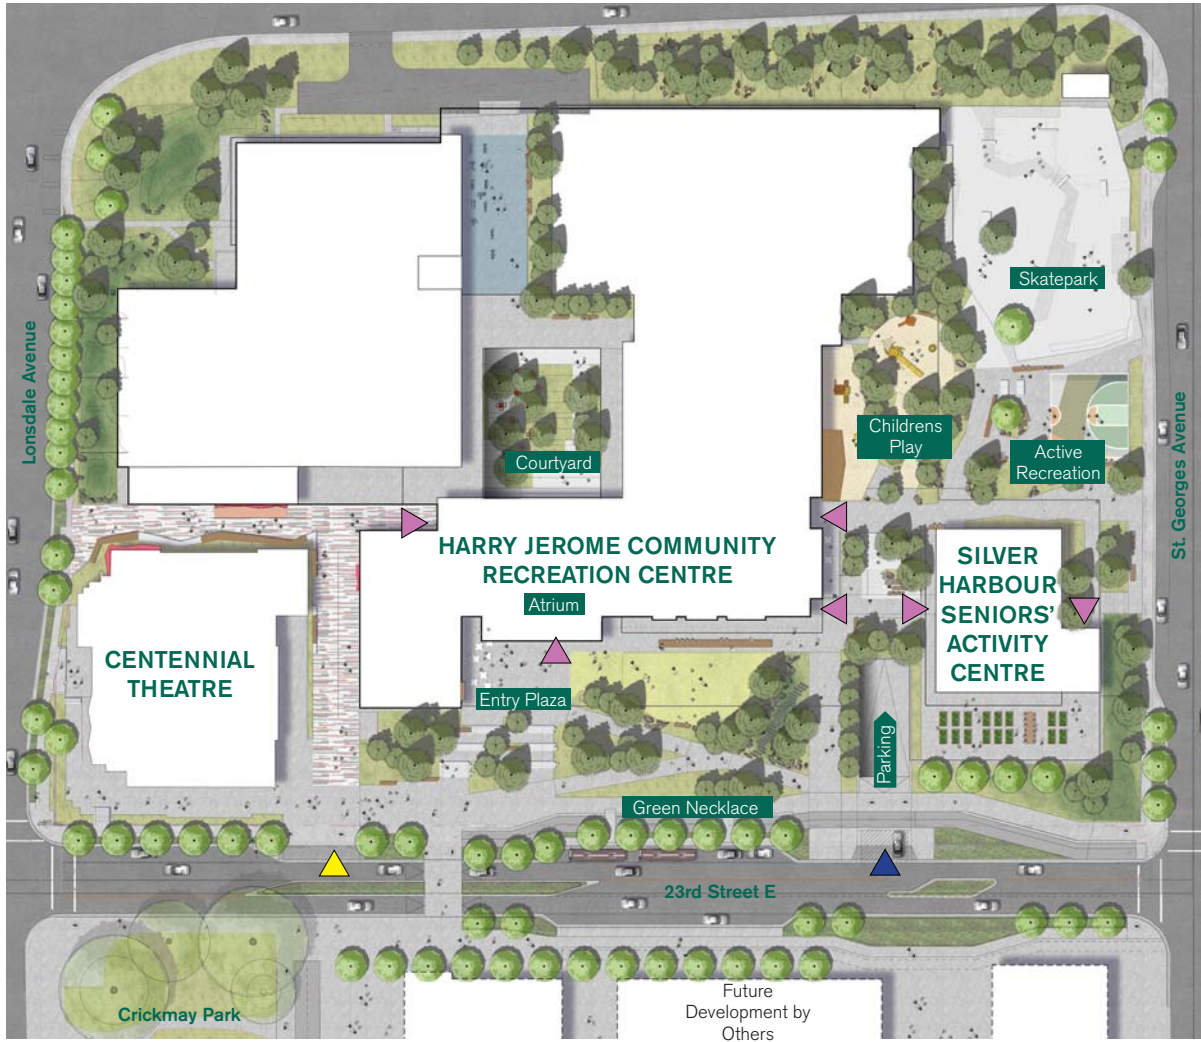 Skatepark
Lonsdale Avenue
St. Georges Avenue
Childrens
Play
Active
Recreation
Courtyard
HARRY JEROME COMMUNITY
RECREATION CENTRE
Atrium
SILVER
HARBOUR
SENIORS’
ACTIVITY
CENTRE
CENTENNIAL
THEATRE
Entry Plaza
Parking
Green Necklace
23rd Street E
Crickmay Park
Future
Development by
Others